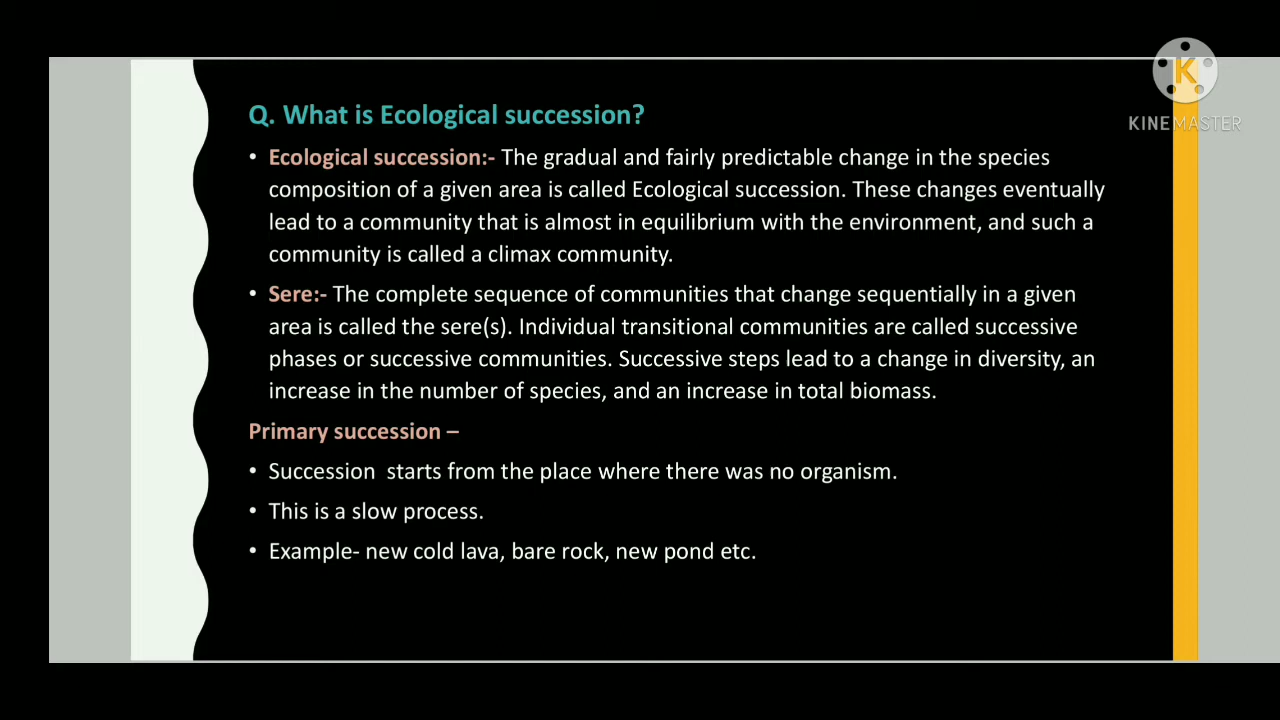 K
KINEMASTER
Q. What is Ecological succession?
• Ecological succession:- The gradual and fairly predictable change in the species
composition of a given area is called Ecological succession. These changes eventually
lead to a community that is almost in equilibrium with the environment, and such a
community is called a climax community.
• Sere:- The complete sequence of communities that change sequentially in a given
area is called the sere(s). Individual transitional communities are called successive
phases or successive communities. Successive steps lead to a change in diversity, an
increase in the number of species, and an increase in total biomass.
Primary succession –
• Succession  starts from the place where there was no organism.
• This is a slow process.
• Example- new cold lava, bare rock, new pond etc.